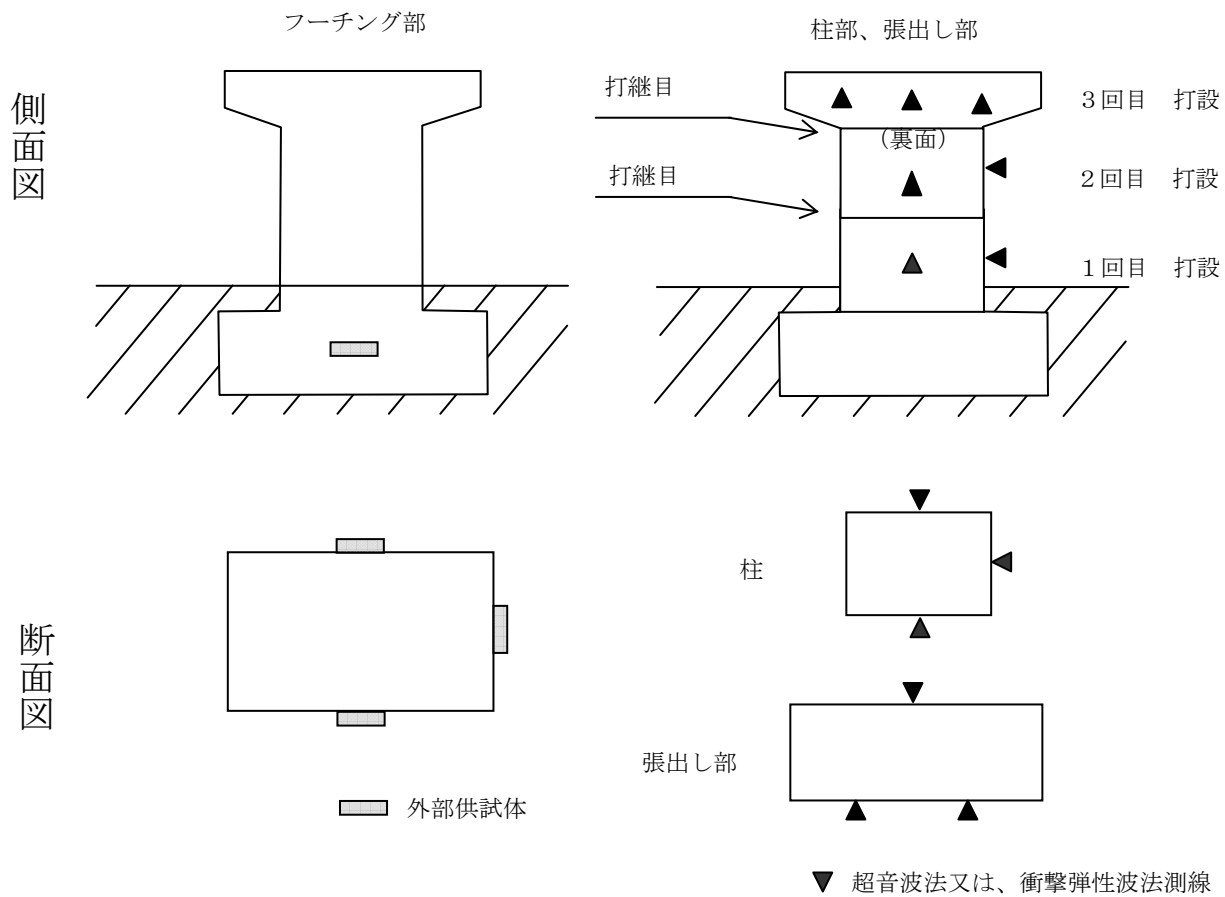 フーチング部
柱部、張出し部
側面図
打継目
３回目　打設
（裏面）
打継目
２回目　打設
１回目　打設
断面図
柱
張出し部
外部供試体
超音波法又は、衝撃弾性波法測線